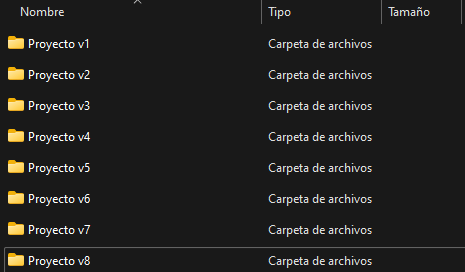 Nombre Tipo Tamaño
Proyecto v1 Carpeta de archivos
Proyecto v2 Carpeta de archivos
Proyecto v3 Carpeta de archivos
Proyecto v4 Carpeta de archivos
Proyecto v5 Carpeta de archivos
Proyecto v6 Carpeta de archivos
Proyecto v7 Carpeta de archivos
Proyecto v8 Carpeta de archivos